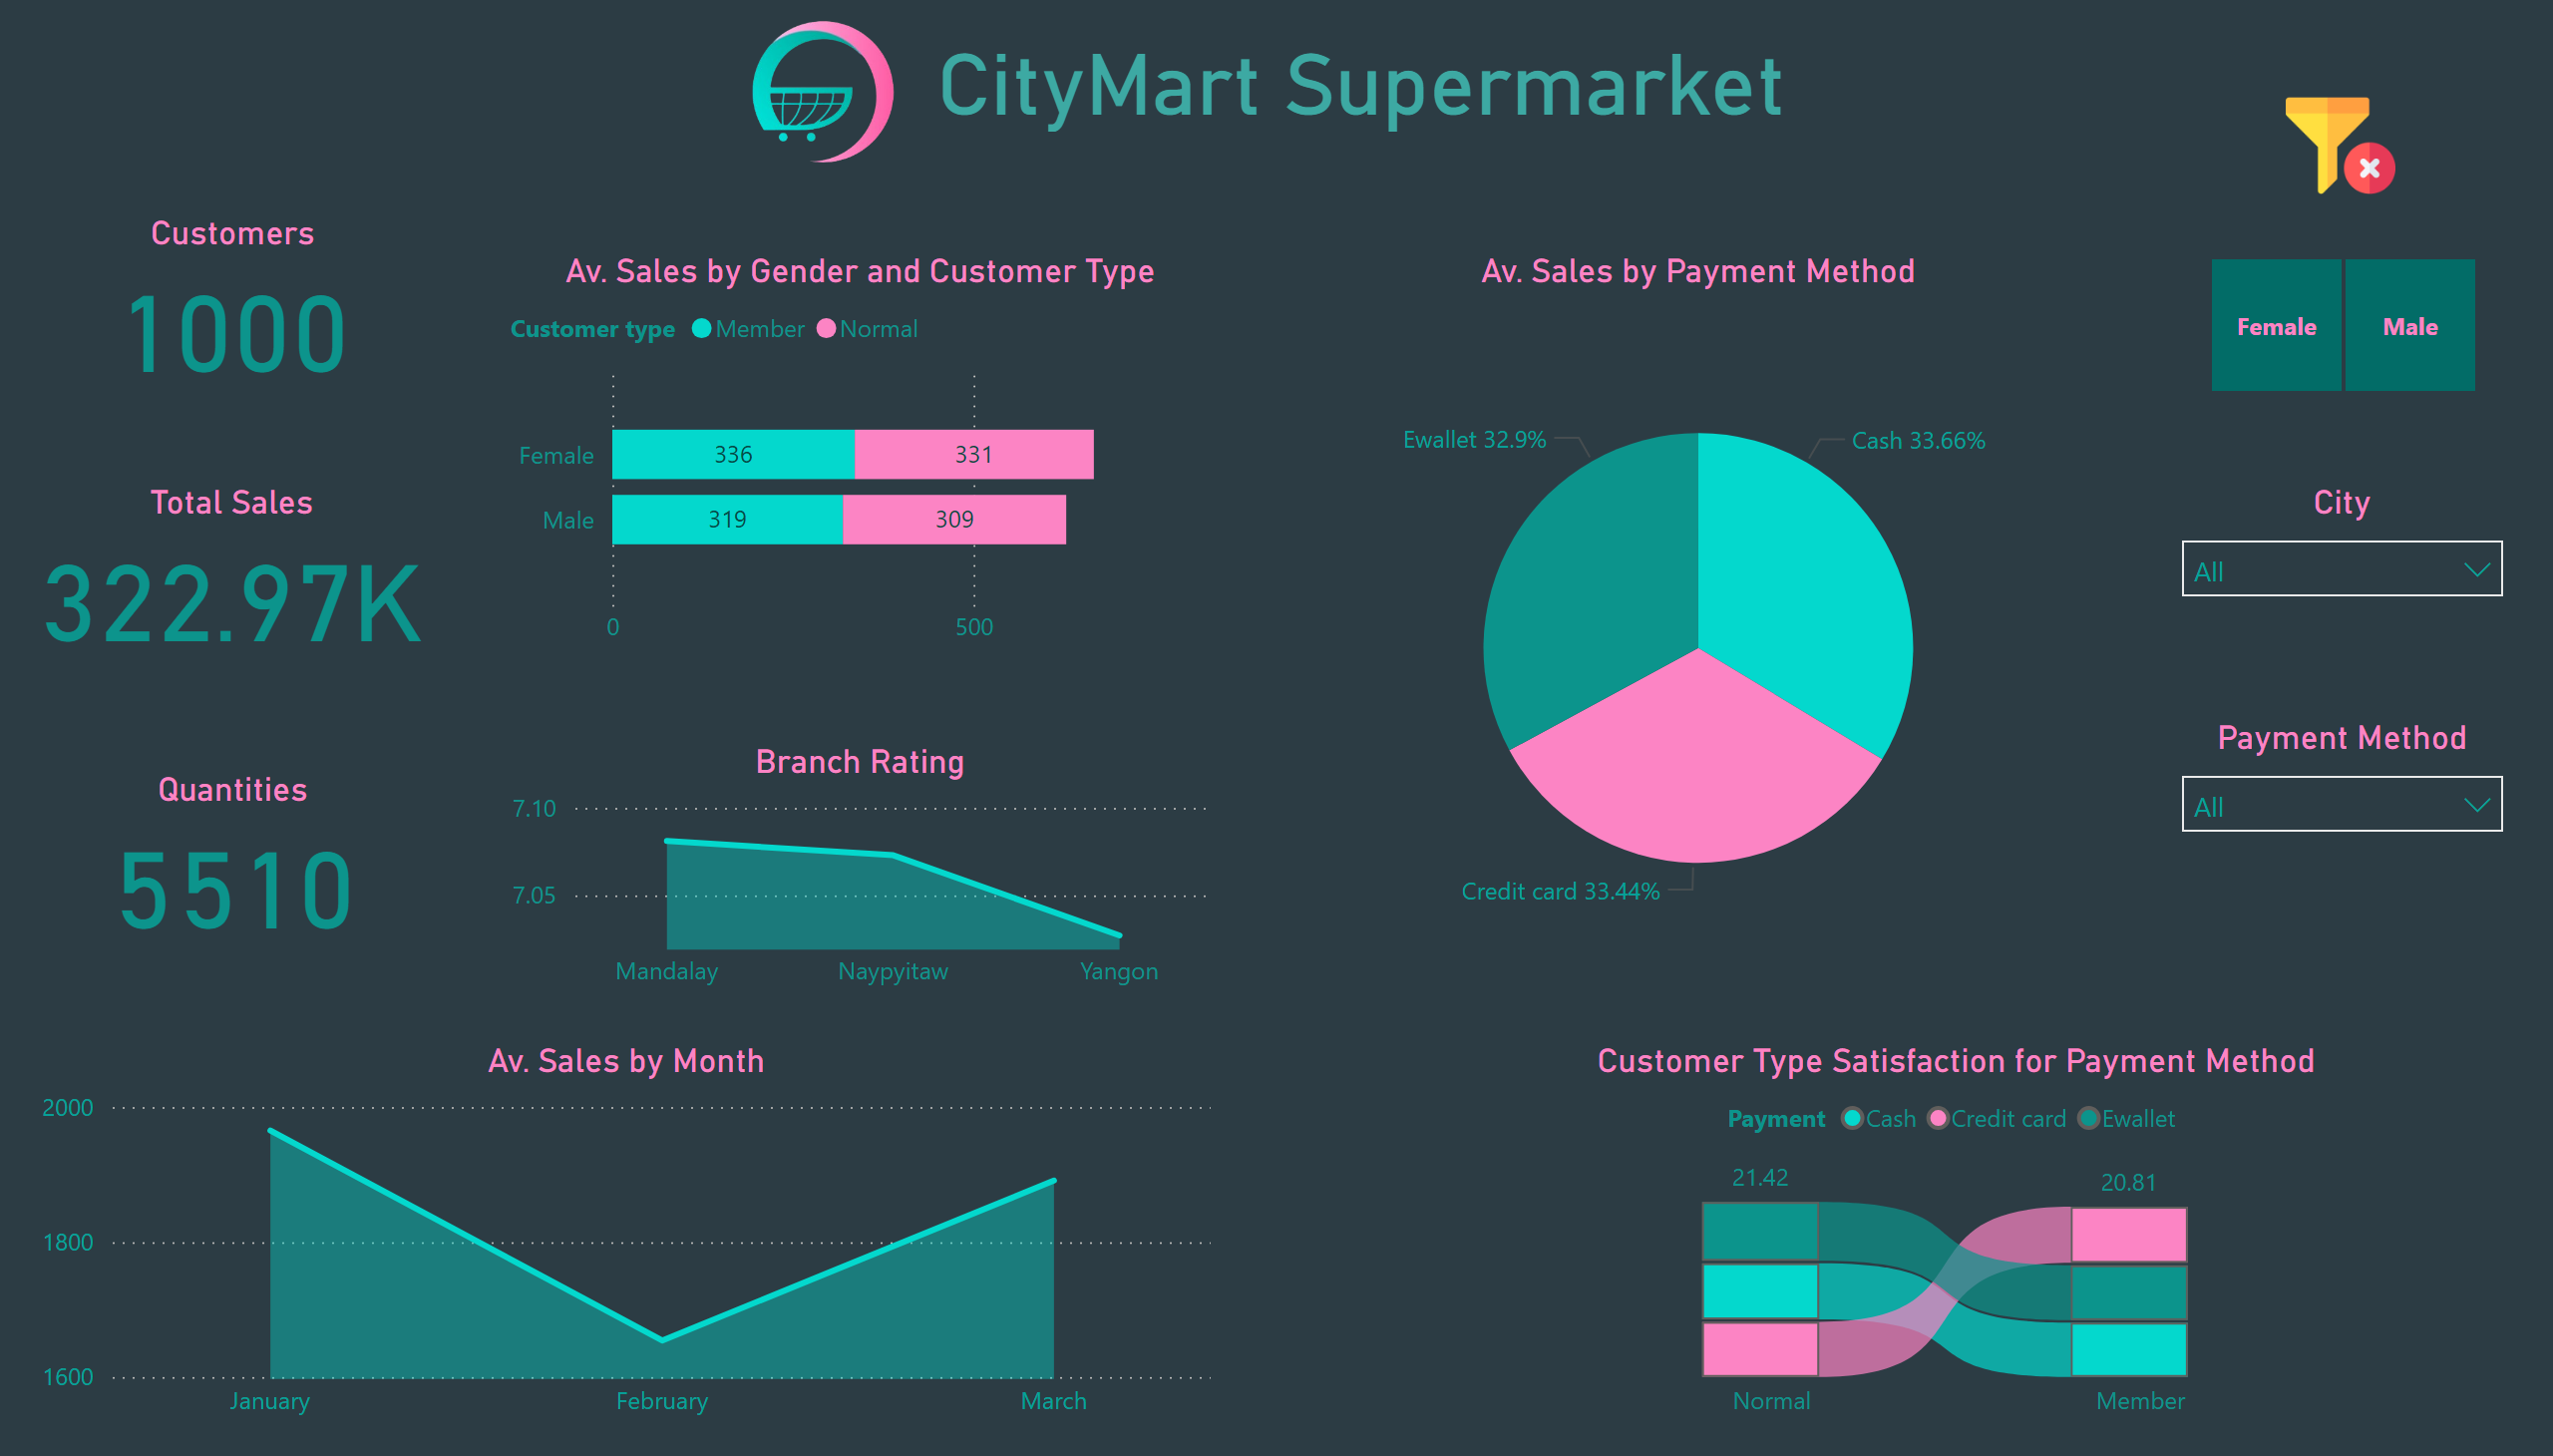 CityMart Supermarket
Customers
1000
Total Sales
322.97K
Quantities
5510
Av. Sales by Gender and Customer Type
Customer type Member Normal
Female 336 331
Male 319 309
0 500
Branch Rating
7.10
7.05
Mandalay Naypyitaw Yangon
Av. Sales by Month
2000
1800
1600
January February March
Av. Sales by Payment Method
Ewallet 32.9% Cash 33.66%
Credit card 33.44%
Female Male
City
All
Payment Method
All
Customer Type Satisfaction for Payment Method
Payment Cash Credit card Ewallet
21.42 20.81
Normal Member